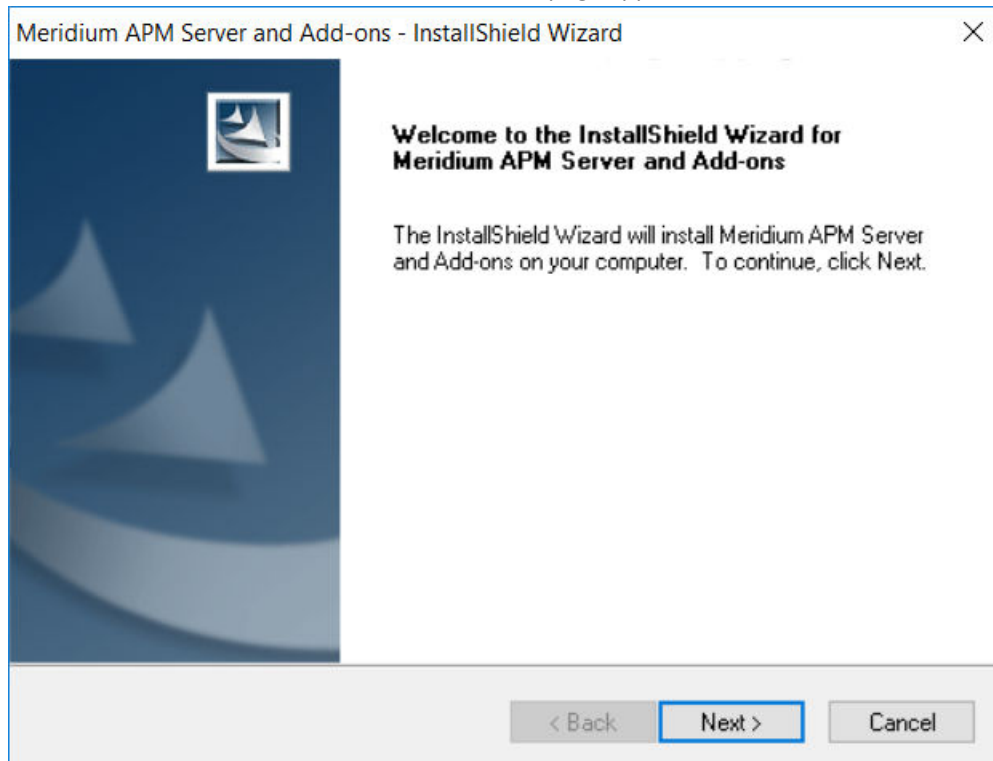 Meridium APM Server and Add-ons - InstallShield Wizard
Welcome to the InstallShield Wizard for
Meridium APM Server and Add-ons
The InstallShield Wizard will install Meridium APM Server
and Add-ons on your computer.  To continue, click Next.
< Back
Next >
Cancel